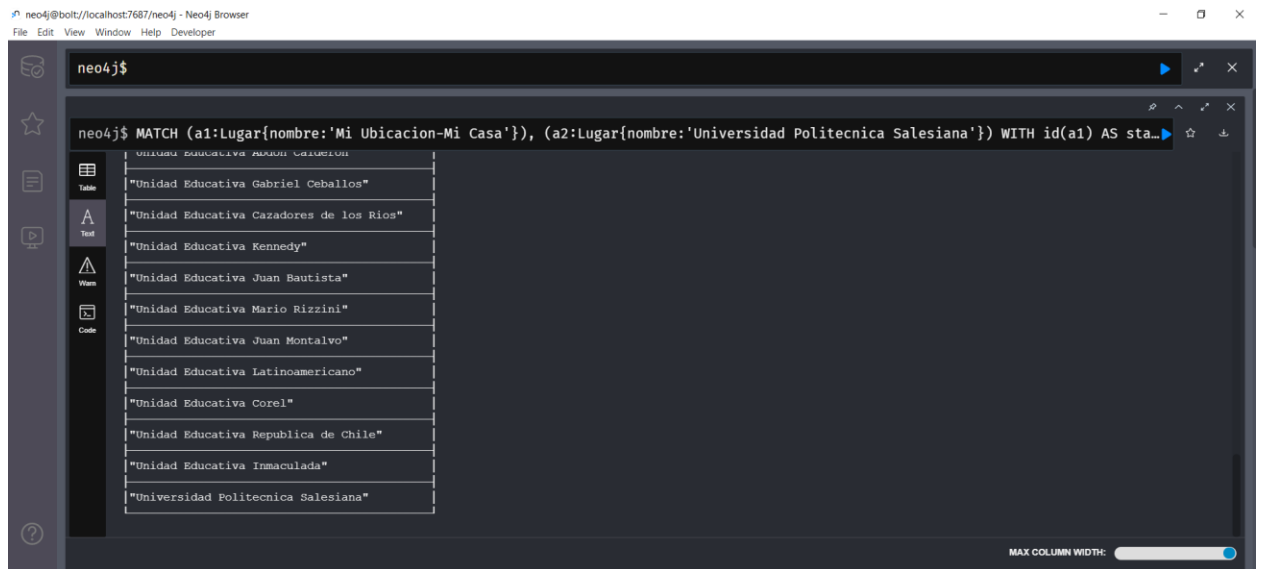 neo4j@bolt://localhost:7687/neo4j - Neo4j Browser
File Edit View Window Help Developer
neo4j$
neo4j$ MATCH (a1:Lugar{nombre:'Mi Ubicacion-Mi Casa'}), (a2:Lugar{nombre:'Universidad Politecnica Salesiana'}) WITH id(a1) AS sta…
Table
Text
Warn
Code
"Unidad Educativa Abdon Calderon"
"Unidad Educativa Gabriel Ceballos"
"Unidad Educativa Cazadores de los Rios"
"Unidad Educativa Kennedy"
"Unidad Educativa Juan Bautista"
"Unidad Educativa Mario Rizzini"
"Unidad Educativa Juan Montalvo"
"Unidad Educativa Latinoamericano"
"Unidad Educativa Corel"
"Unidad Educativa Republica de Chile"
"Unidad Educativa Inmaculada"
"Universidad Politecnica Salesiana"
MAX COLUMN WIDTH: